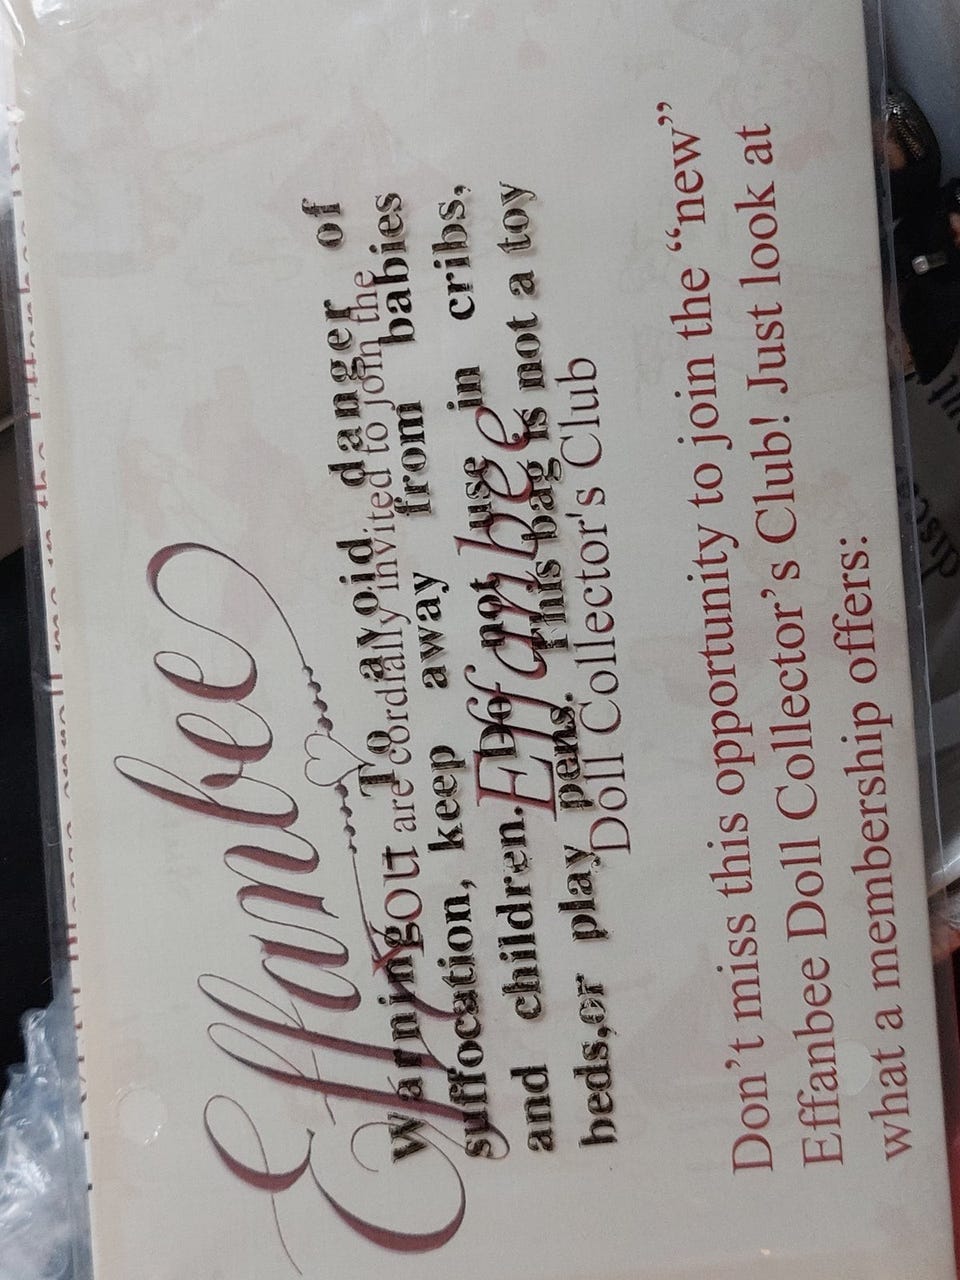 Effanbee
You are cordially invited to join the
Effanbee
Doll Collector's Club
Warning To avoid danger of
suffocation, keep away from babies
and children. Do not use in cribs,
beds,or play pens. This bag is not a toy
Don't miss this opportunity to join the “new”
Effanbee Doll Collector's Club! Just look at
what a membership offers: